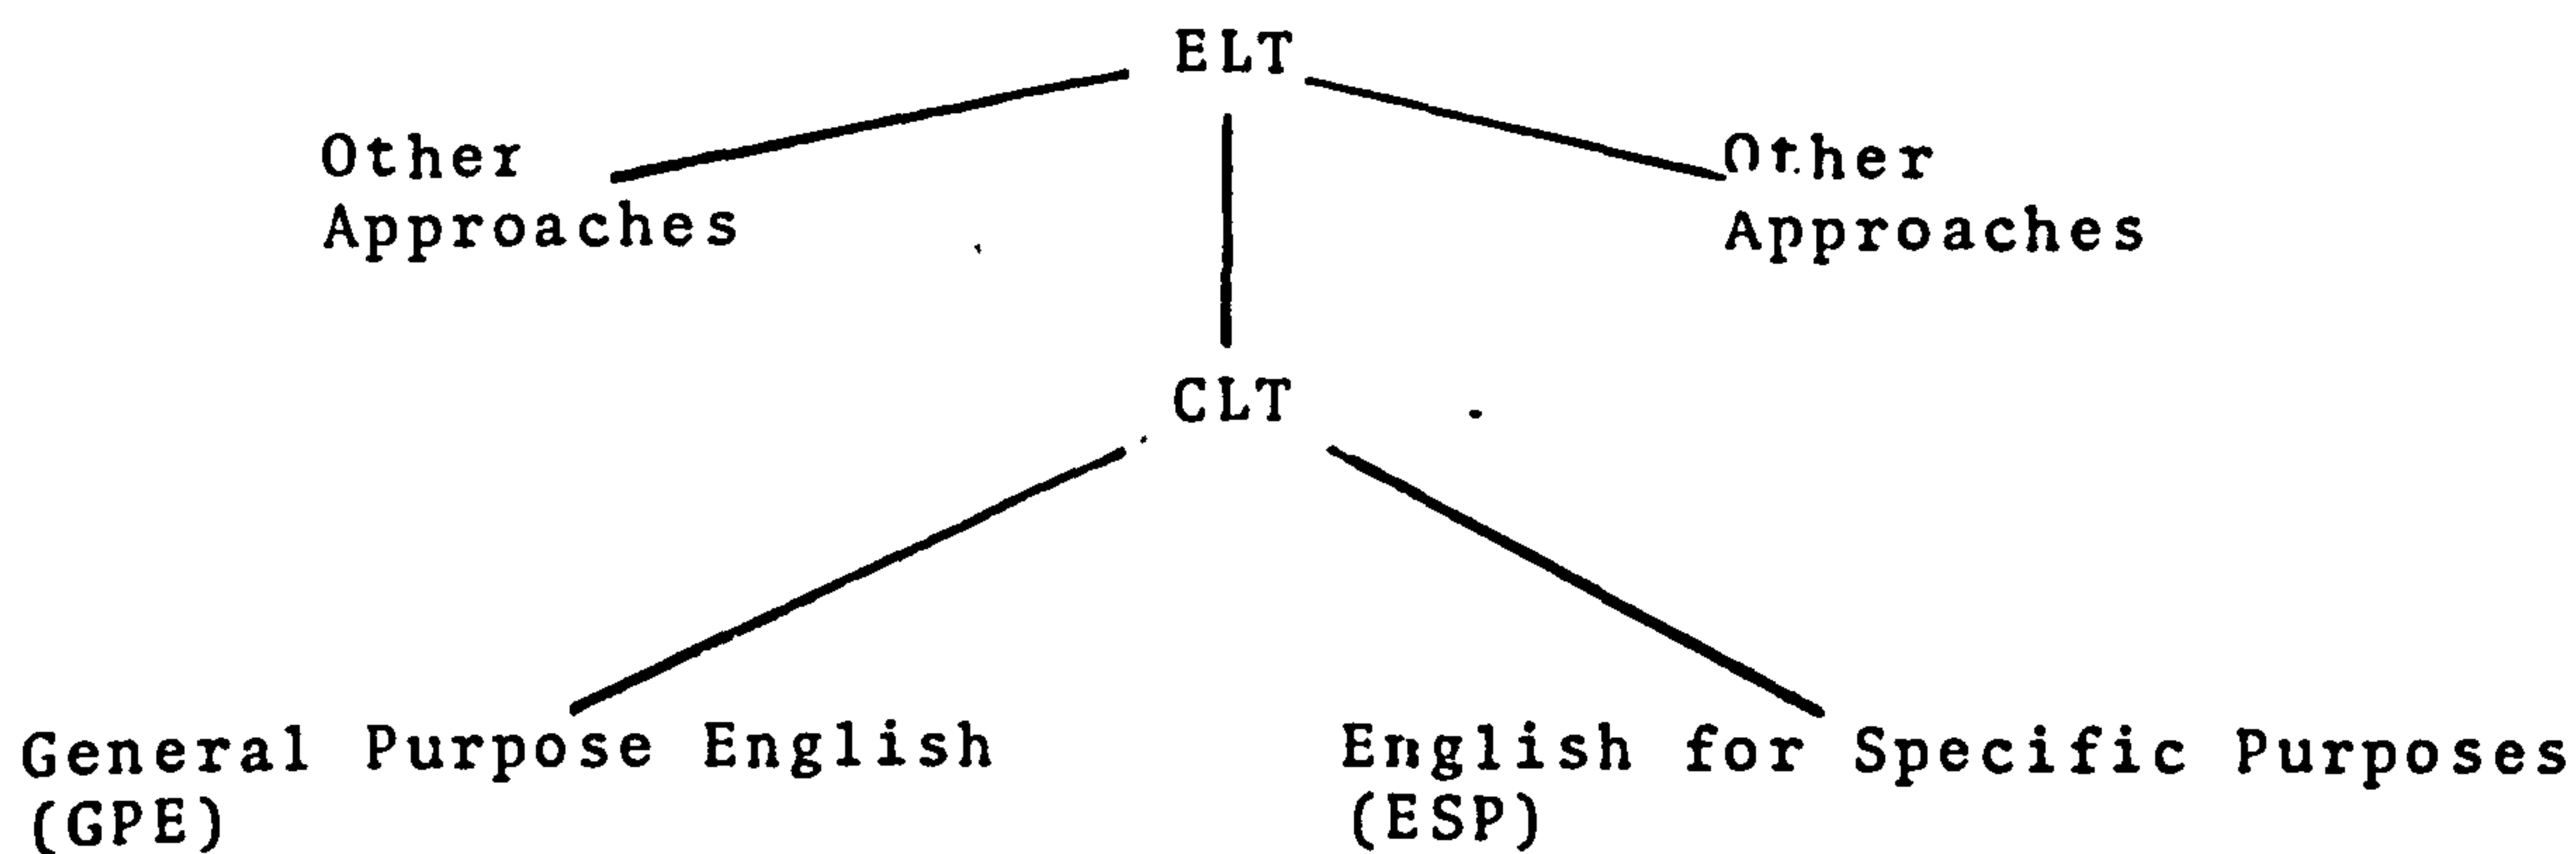 ELT
Other
Approaches
Other
Approaches
CLT
General Purpose English
(GPE)
English for Specific Purposes
(ESP)